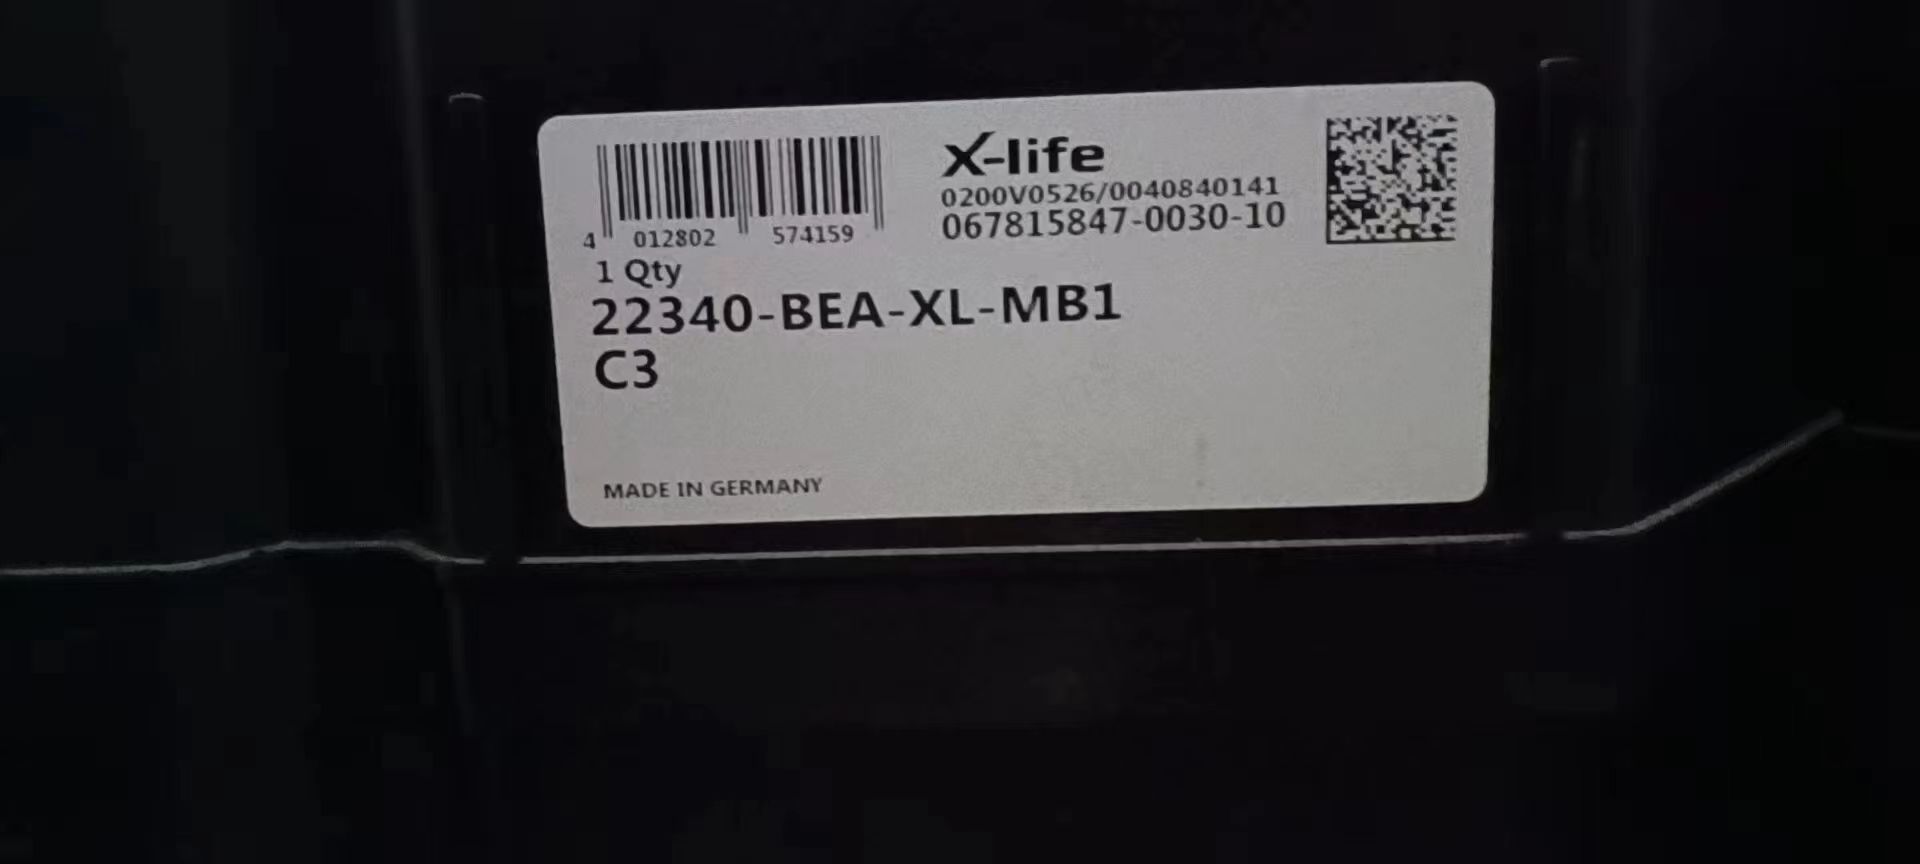 X-life
0200V0526/0040840141
067815847-0030-10
4 012802 574159
1 Qty
22340-BEA-XL-MB1
C3
MADE IN GERMANY